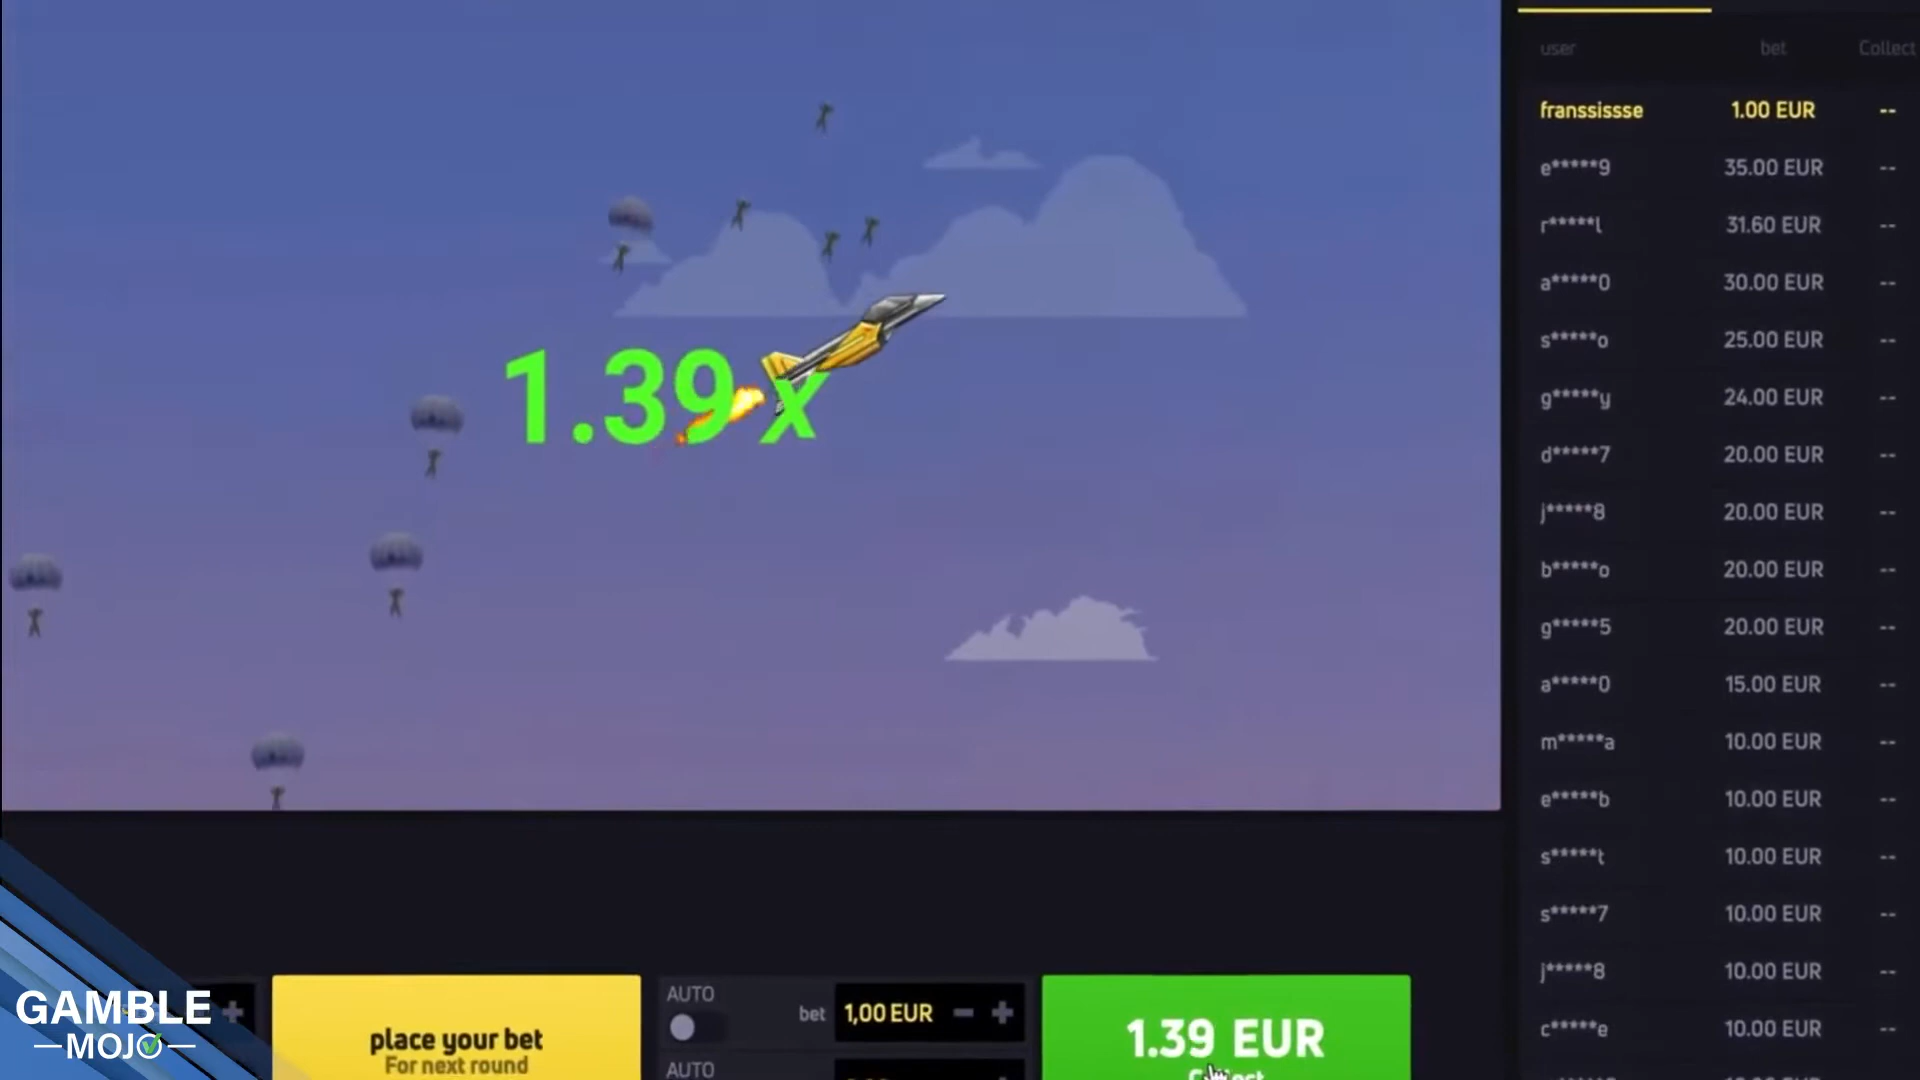 user bet Collect
franssissse 1.00 EUR --
e*****9 35.00 EUR --
r*****l 31.60 EUR --
a*****0 30.00 EUR --
s*****o 25.00 EUR --
g*****y 24.00 EUR --
d*****7 20.00 EUR --
j*****8 20.00 EUR --
b*****o 20.00 EUR --
g*****5 20.00 EUR --
a*****0 15.00 EUR --
m*****a 10.00 EUR --
e*****b 10.00 EUR --
s*****t 10.00 EUR --
s*****7 10.00 EUR --
j*****8 10.00 EUR --
c*****e 10.00 EUR --
1.39 x
place your bet
For next round
AUTO
bet 1,00 EUR
AUTO
1.39 EUR
GAMBLE
MOJO